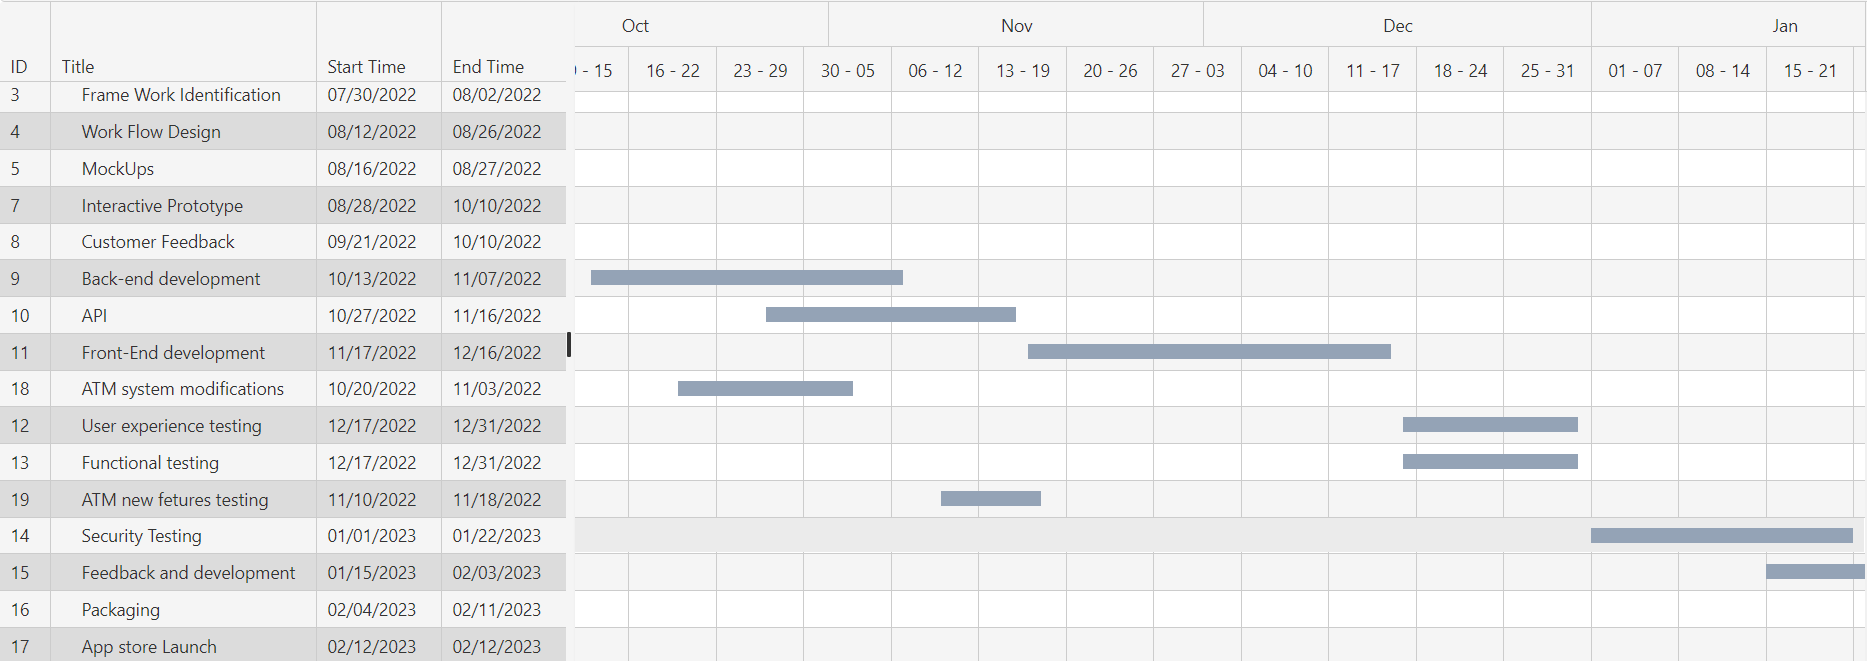 Oct Nov Dec Jan
ID Title Start Time End Time - 15 16 - 22 23 - 29 30 - 05 06 - 12 13 - 19 20 - 26 27 - 03 04 - 10 11 - 17 18 - 24 25 - 31 01 - 07 08 - 14 15 - 21
3 Frame Work Identification 07/30/2022 08/02/2022
4 Work Flow Design 08/12/2022 08/26/2022
5 MockUps 08/16/2022 08/27/2022
7 Interactive Prototype 08/28/2022 10/10/2022
8 Customer Feedback 09/21/2022 10/10/2022
9 Back-end development 10/13/2022 11/07/2022
10 API 10/27/2022 11/16/2022
11 Front-End development 11/17/2022 12/16/2022
18 ATM system modifications 10/20/2022 11/03/2022
12 User experience testing 12/17/2022 12/31/2022
13 Functional testing 12/17/2022 12/31/2022
19 ATM new fetures testing 11/10/2022 11/18/2022
14 Security Testing 01/01/2023 01/22/2023
15 Feedback and development 01/15/2023 02/03/2023
16 Packaging 02/04/2023 02/11/2023
17 App store Launch 02/12/2023 02/12/2023